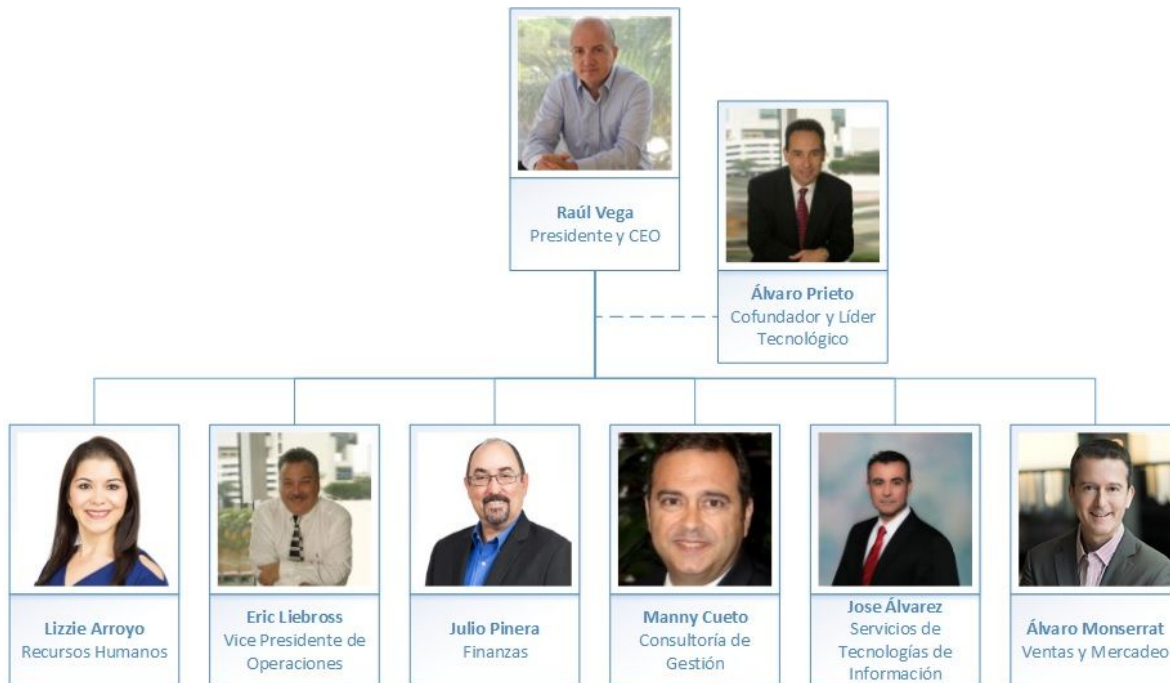 Raúl Vega
Presidente y CEO
Álvaro Prieto
Cofundador y Líder
Tecnológico
Lizzie Arroyo
Recursos Humanos
Eric Liebross
Vice Presidente de
Operaciones
Julio Pinera
Finanzas
Manny Cueto
Consultoría de
Gestión
Jose Álvarez
Servicios de
Tecnologías de
Información
Álvaro Monserrat
Ventas y Mercadeo